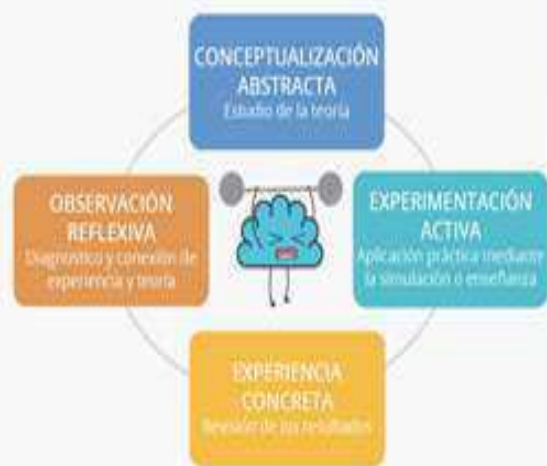 CONCEPTUALIZACIÓN
ABSTRACTA
Estudio de la teoría
OBSERVACIÓN
REFLEXIVA
Diagnóstico y conexión de
experiencia y teoría
EXPERIMENTACIÓN
ACTIVA
Aplicación práctica mediante
la simulación o enseñanza
EXPERIENCIA
CONCRETA
Revisión de los resultados